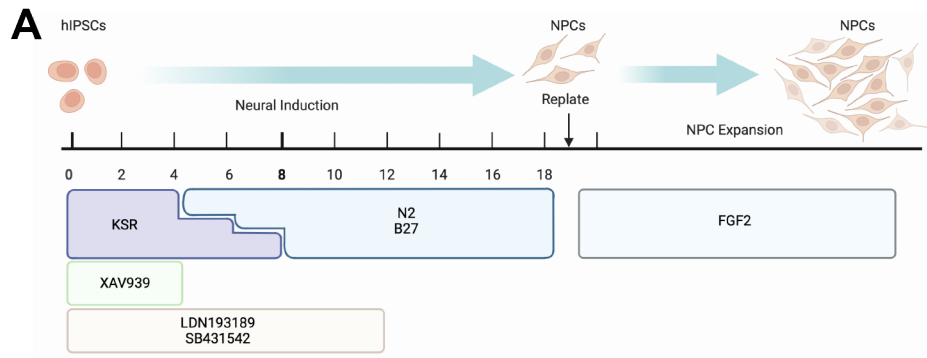 A
hIPSCs
NPCs
NPCs
Neural Induction
Replate
NPC Expansion
0 2 4 6 8 10 12 14 16 18
KSR
N2
B27
FGF2
XAV939
LDN193189
SB431542